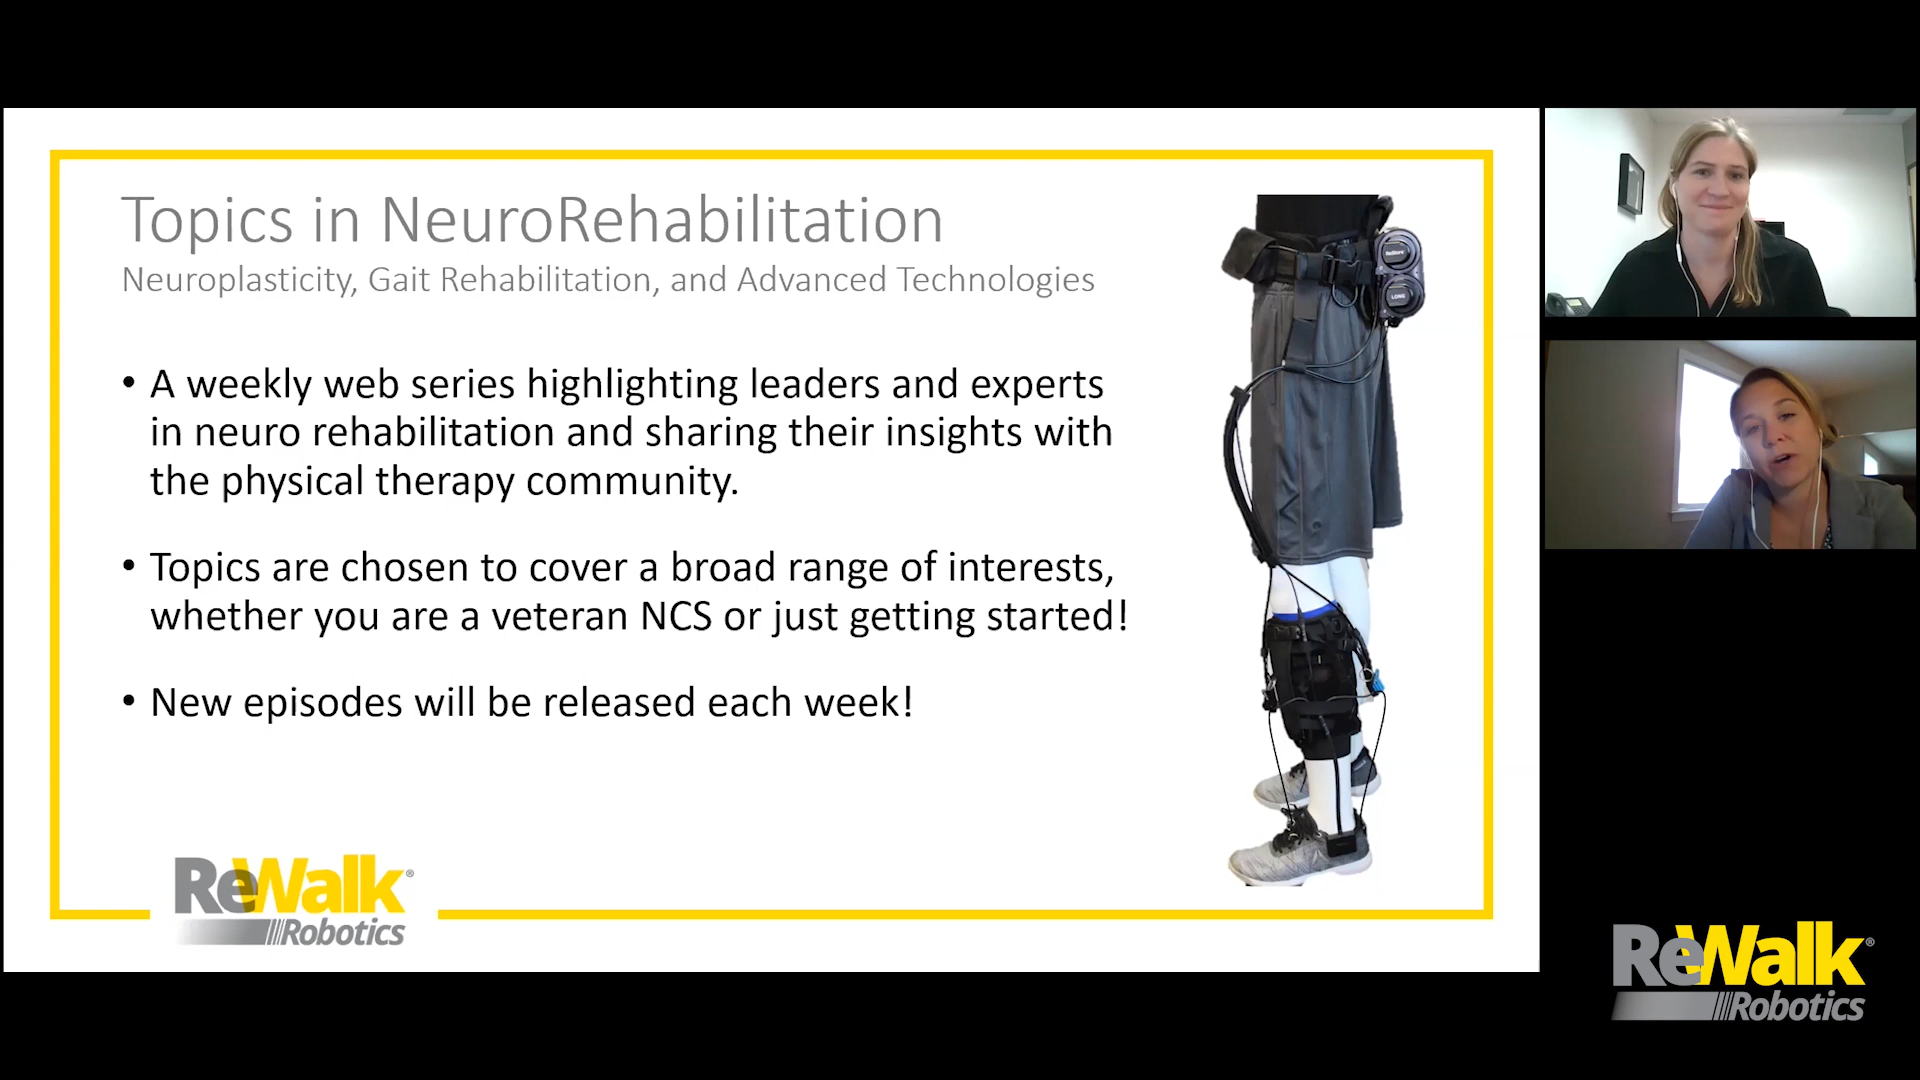 Topics in NeuroRehabilitation
Neuroplasticity, Gait Rehabilitation, and Advanced Technologies
• A weekly web series highlighting leaders and experts
in neuro rehabilitation and sharing their insights with
the physical therapy community.
• Topics are chosen to cover a broad range of interests,
whether you are a veteran NCS or just getting started!
• New episodes will be released each week!
ReStore
LONG
ReWalk®
Robotics
ReWalk®
Robotics